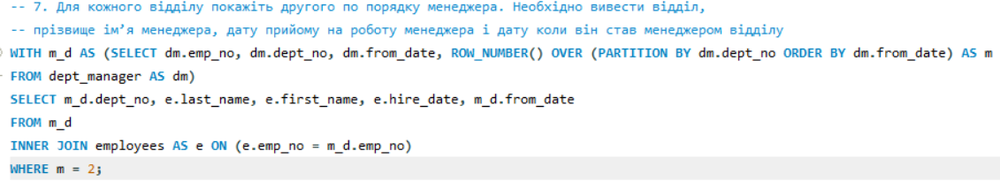 -- 7. Для кожного відділу покажіть другого по порядку менеджера. Необхідно вивести відділ,
-- прізвище ім’я менеджера, дату прийому на роботу менеджера і дату коли він став менеджером відділу
WITH m_d AS (SELECT dm.emp_no, dm.dept_no, dm.from_date, ROW_NUMBER() OVER (PARTITION BY dm.dept_no ORDER BY dm.from_date) AS m
FROM dept_manager AS dm)
SELECT m_d.dept_no, e.last_name, e.first_name, e.hire_date, m_d.from_date
FROM m_d
INNER JOIN employees AS e ON (e.emp_no = m_d.emp_no)
WHERE m = 2;